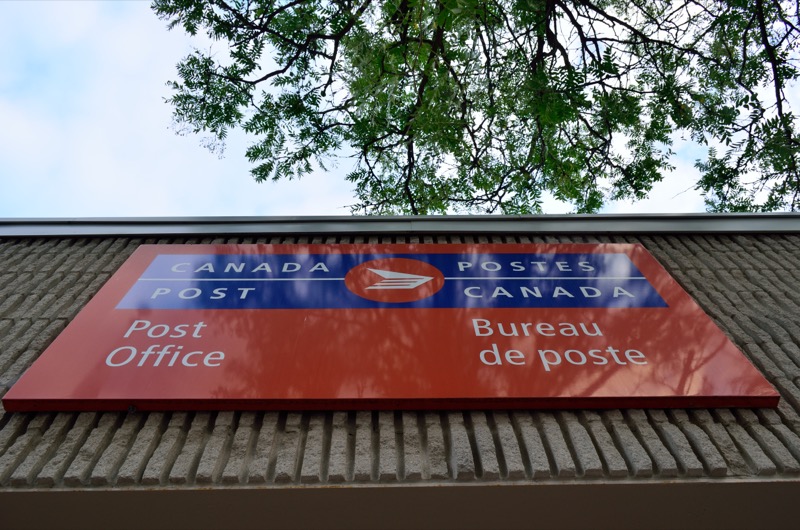 CANADA POSTES
POST CANADA
Post
Office
Bureau
de poste